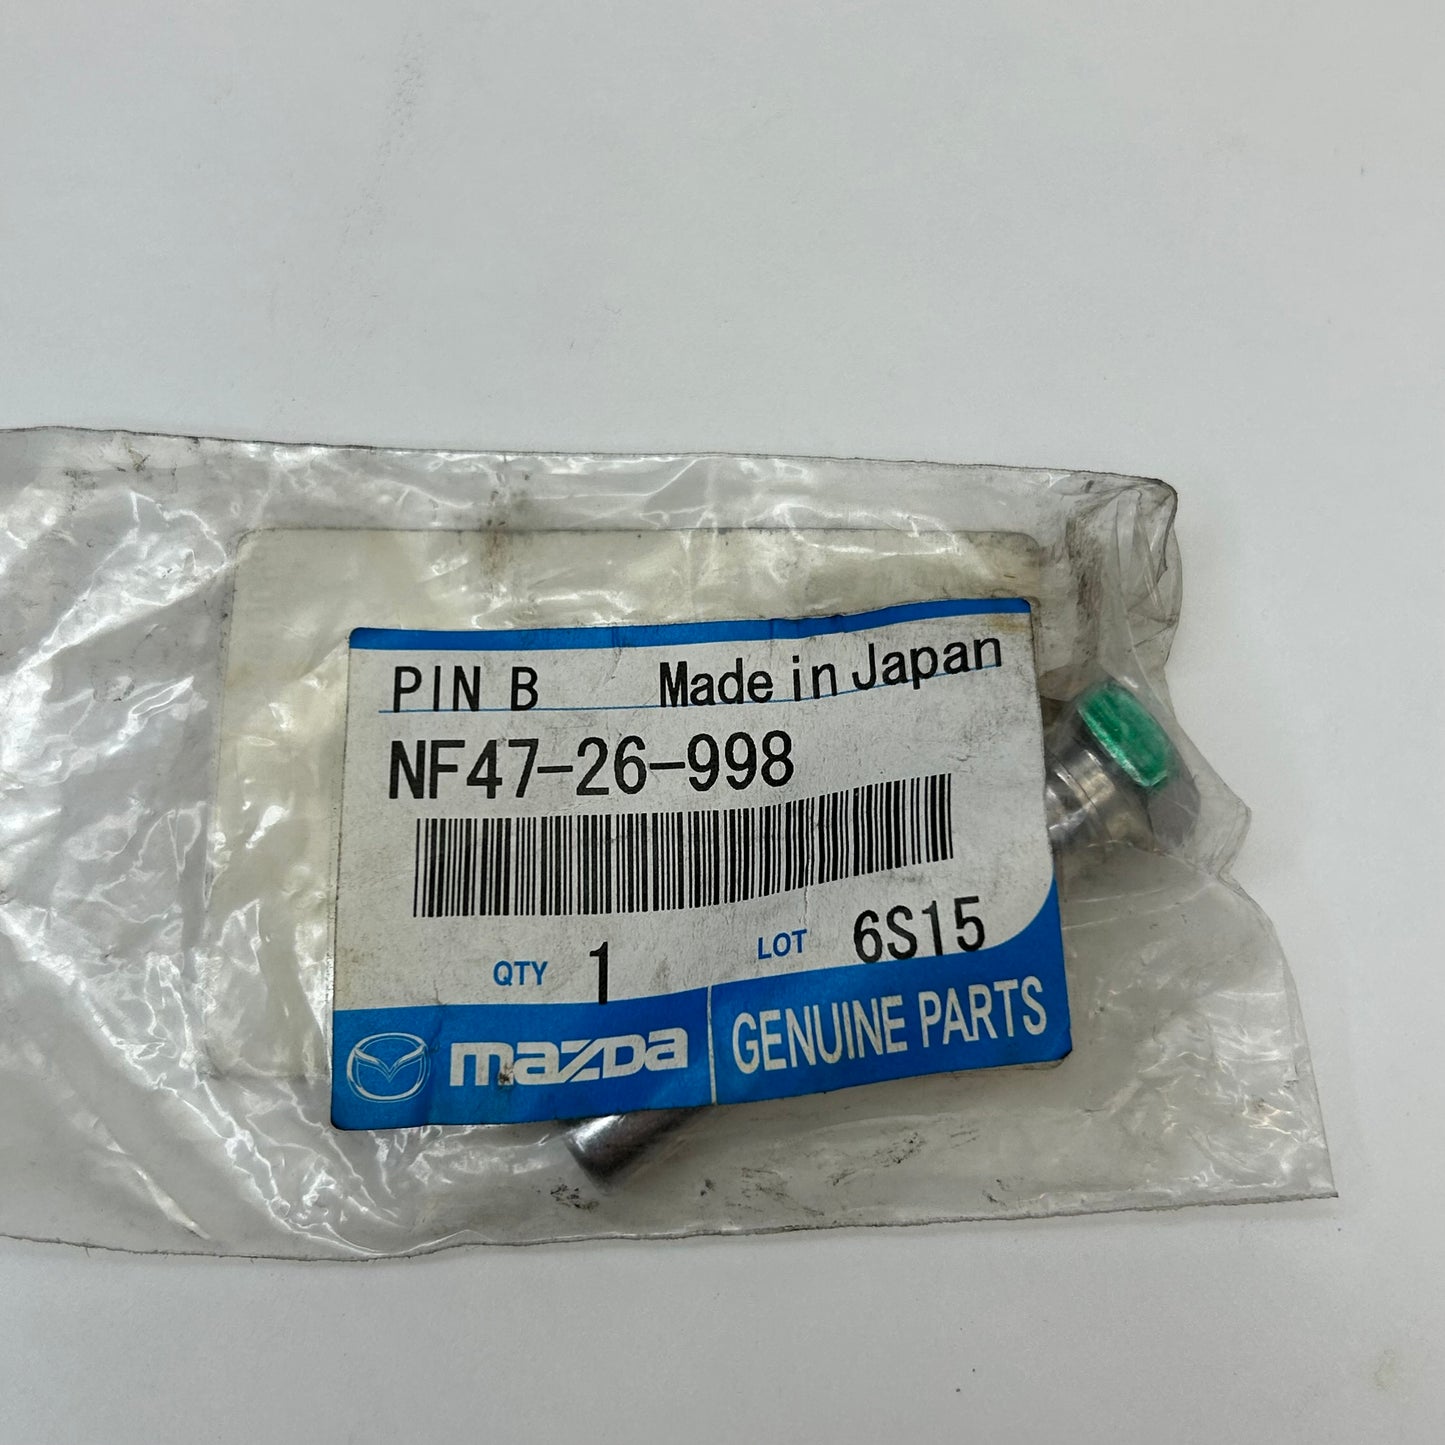 PIN B Made in Japan
NF47-26-998
QTY 1 LOT 6S15
mazda GENUINE PARTS